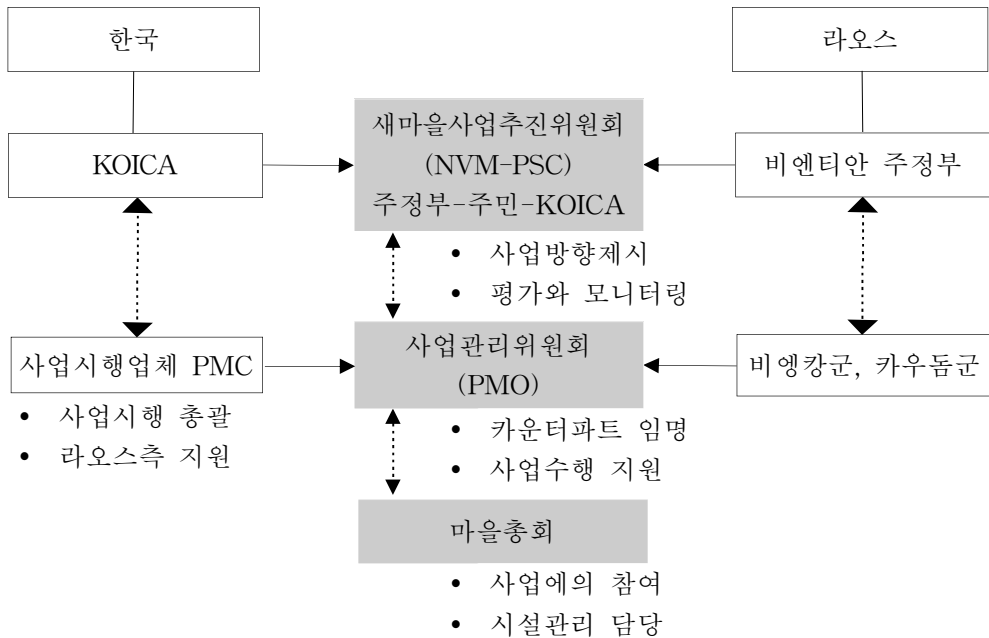 한국
라오스
KOICA
새마을사업추진위원회
(NVM-PSC)
주정부-주민-KOICA
비엔티안 주정부
• 사업방향제시
• 평가와 모니터링
사업시행업체 PMC
• 사업시행 총괄
• 라오스측 지원
사업관리위원회
(PMO)
비엥캉군, 카우돔군
• 카운터파트 임명
• 사업수행 지원
마을총회
• 사업에의 참여
• 시설관리 담당